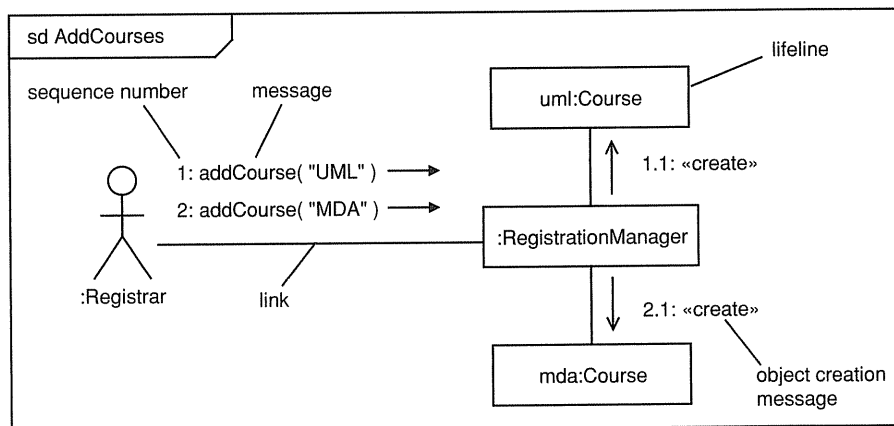 sd AddCourses
lifeline
sequence number
message
uml:Course
1: addCourse( "UML" )
1.1: «create»
2: addCourse( "MDA" )
:RegistrationManager
:Registrar
link
2.1: «create»
mda:Course
object creation
message